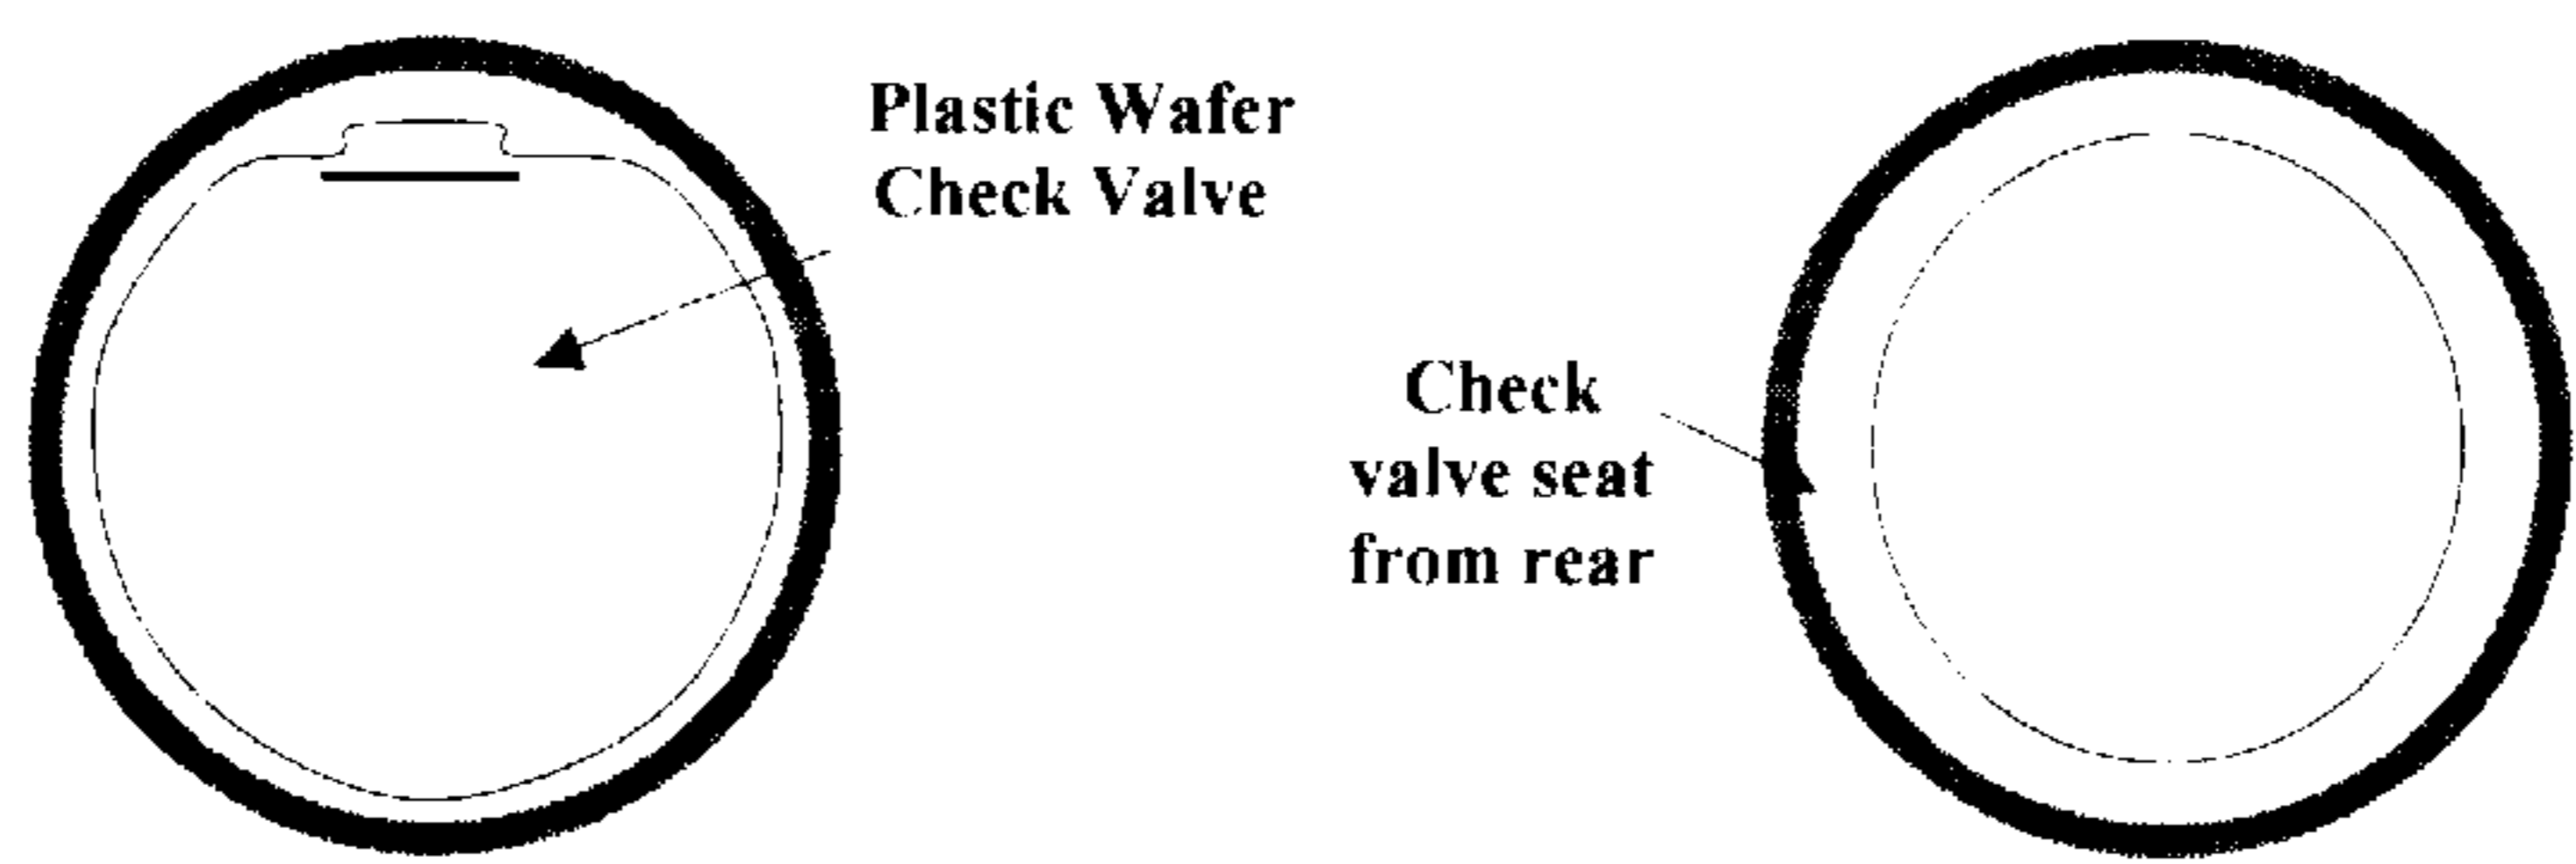 Plastic Wafer
Check Valve
Check
valve seat
from rear